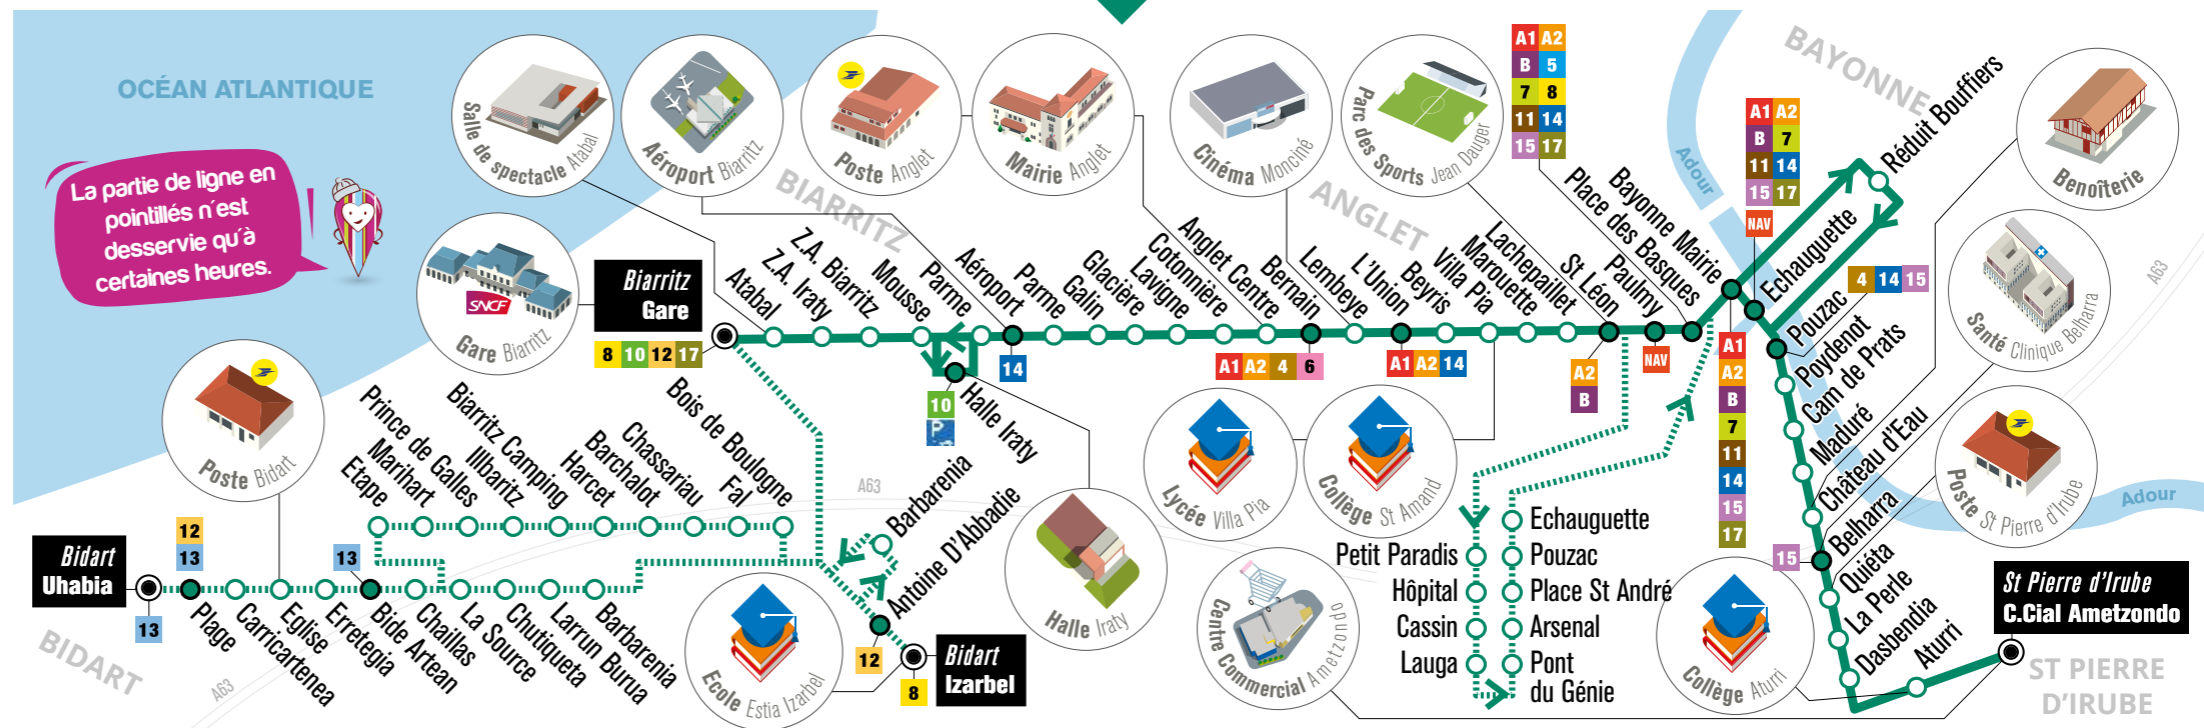 OCÉAN ATLANTIQUE
La partie de ligne en
pointillés n'est
desservie qu'à
certaines heures.
Salle de spectacle Atabal
Aéroport Biarritz
Poste Anglet
Mairie Anglet
Cinéma Monciné
Parc des Sports Jean Dauger
Gare Biarritz
SNCF
Poste Bidart
Benoîterie
Santé Clinique Belharra
Poste St Pierre d'Irube
Collège Aturri
Centre Commercial Ametzondo
Lycée Villa Pia
Collège St Amand
Halle Iraty
Ecole Estia Izarbel
BIARRITZ
ANGLET
BAYONNE
BIDART
ST PIERRE
D'IRUBE
Adour
Adour
A63
A63
A63
Biarritz
Gare
8 10 12 17
Atabal
Z.A. Iraty
Z.A. Biarritz
Mousse
Parme
Halle Iraty
10
P
Aéroport
14
Parme
Galin
Glacière
Lavigne
Cotonnière
Anglet Centre
Bernain
A1 A2 4 6
Lembeye
L'Union
A1 A2 14
Beyris
Villa Pia
Marouette
Lachepaillet
St Léon
A2
B
Paulmy
NAV
Place des Basques
A1 A2
B 5
7 8
11 14
15 17
Bayonne Mairie
A1
A2
B
7
11
14
15
17
Réduit Bouffiers
Echauguette
A1 A2
B 7
11 14
15 17
NAV
Pouzac
4 14 15
Poydenot
Cam de Prats
Maduré
Château d'Eau
Belharra
15
Quiéta
La Perle
Dasbendia
Aturri
St Pierre d'Irube
C.Cial Ametzondo
Petit Paradis
Hôpital
Cassin
Lauga
Echauguette
Pouzac
Place St André
Arsenal
Pont
du Génie
Etape
Marihart
Prince de Galles
Illbaritz
Biarritz Camping
Harcet
Barchalot
Chassariau
Fal
Bois de Boulogne
Bidart
Uhabia
13
12
13
Plage
Carricartenea
Eglise
Erretegia
13
Bide Artean
Chaillas
La Source
Chutiqueta
Larrun Burua
Barbarenia
Barbarenia
Antoine D'Abbadie
12
Bidart
Izarbel
8